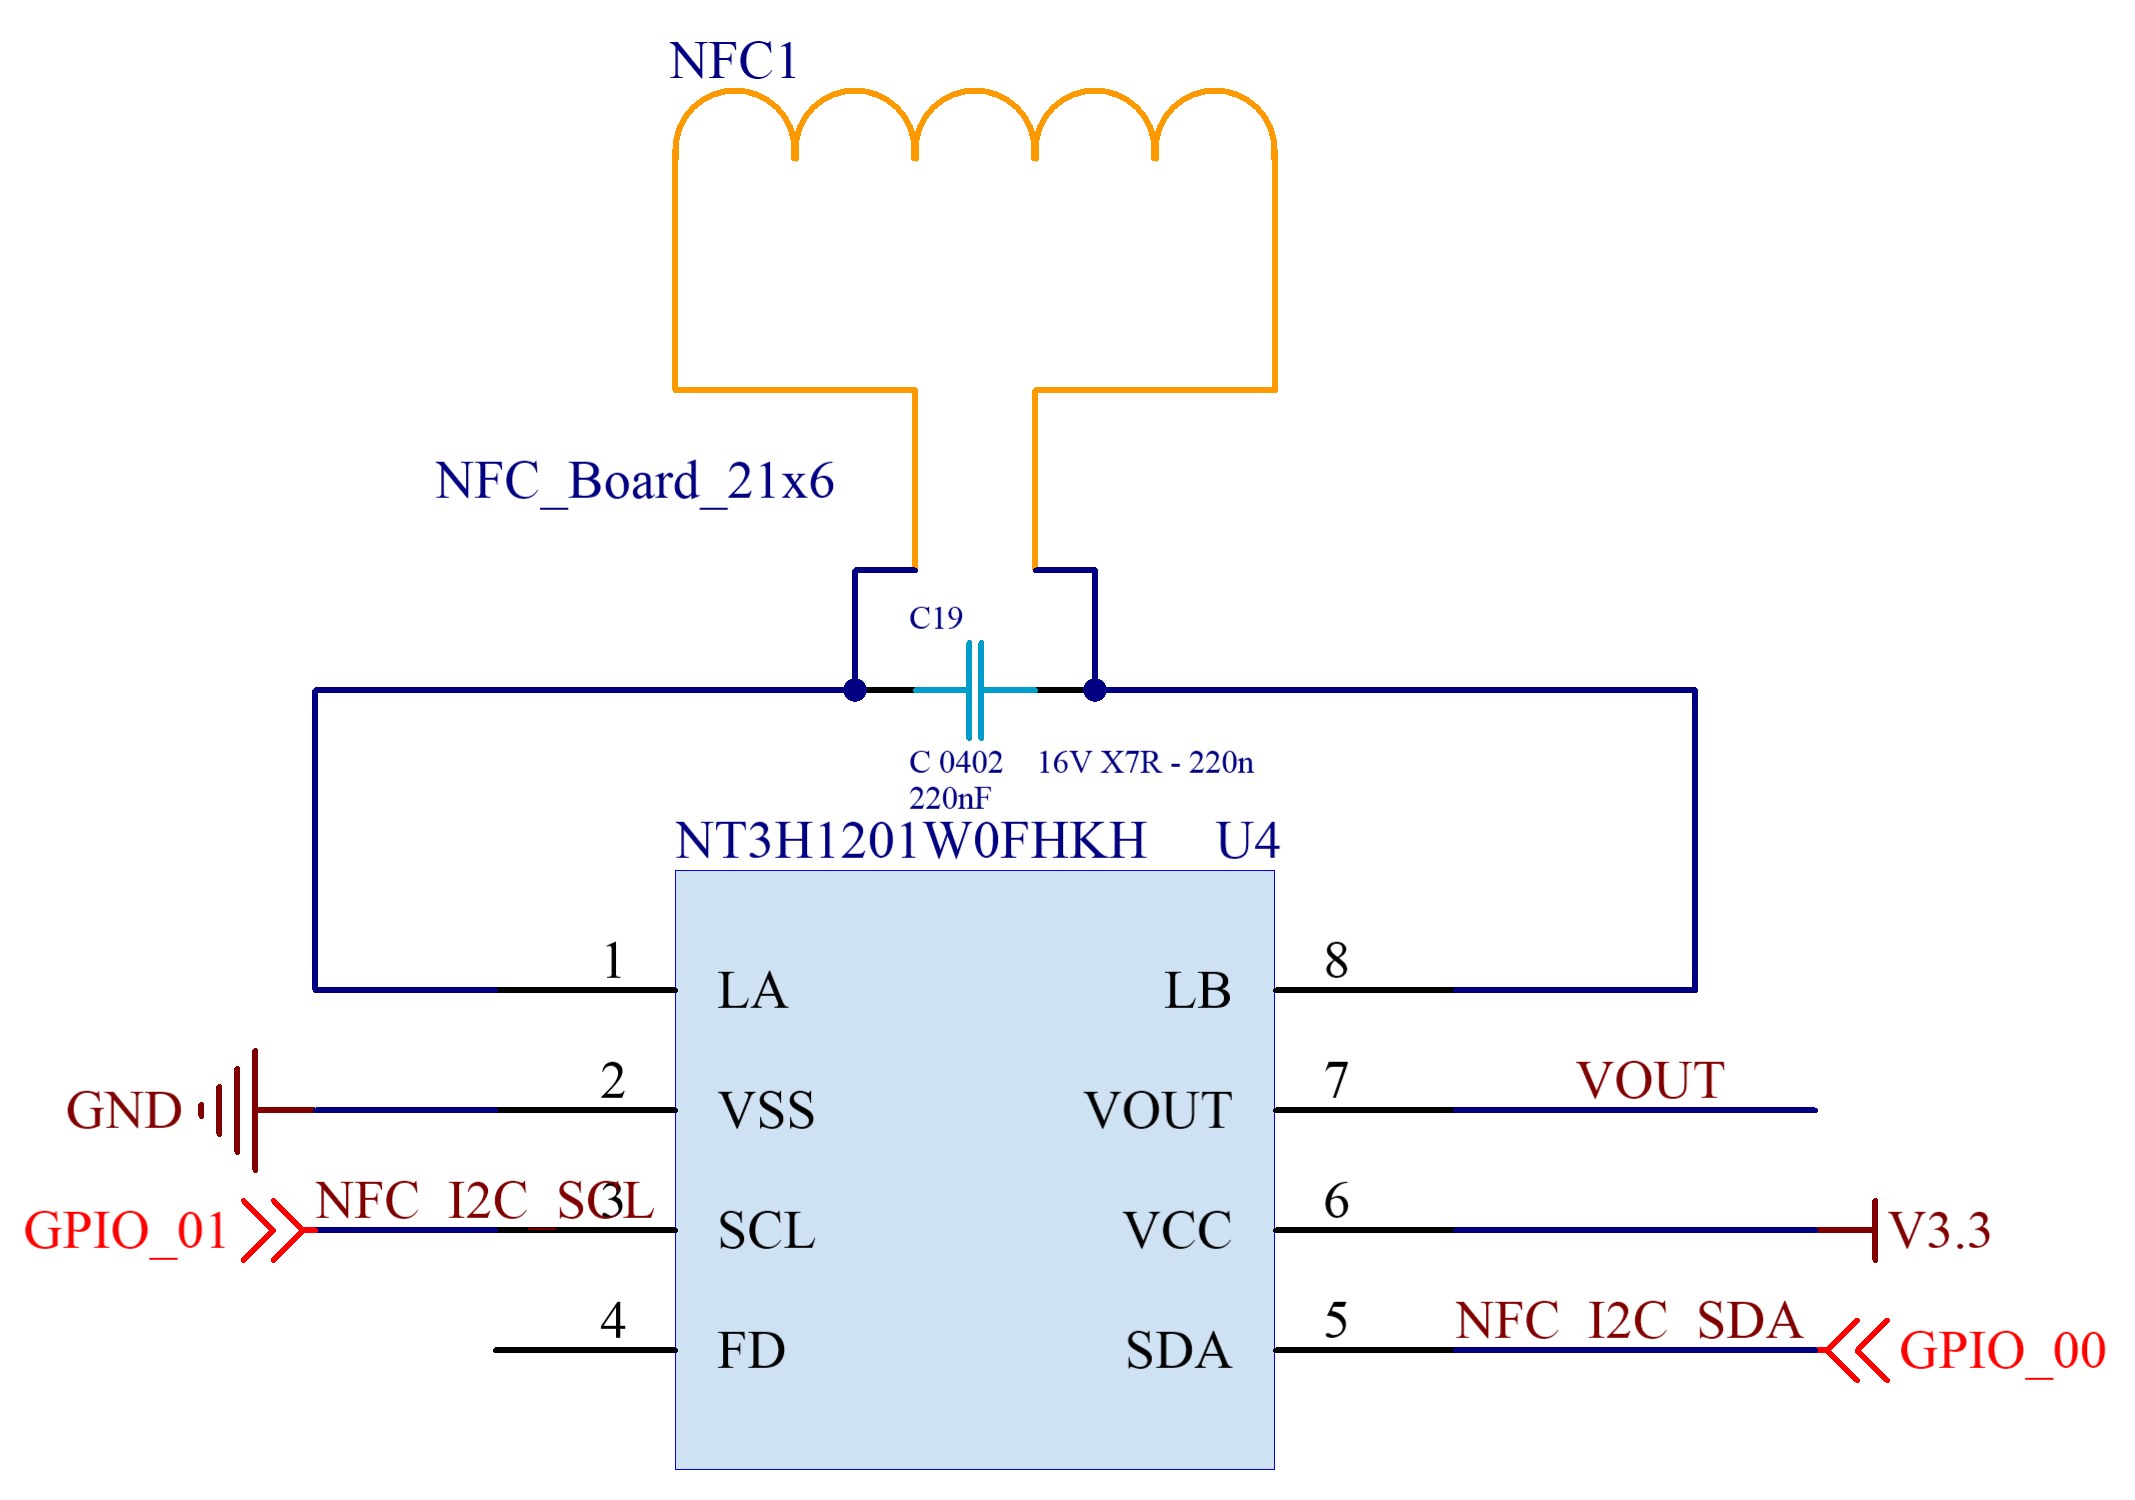 NFC1
NFC_Board_21x6
C19
C 0402 16V X7R - 220n
220nF
NT3H1201W0FHKH U4
1 8
LA LB
2 7 VOUT
GND VSS VOUT
NFC_I2C_SCL 3 6
GPIO_01 SCL VCC V3.3
4 5 NFC_I2C_SDA
FD SDA GPIO_00